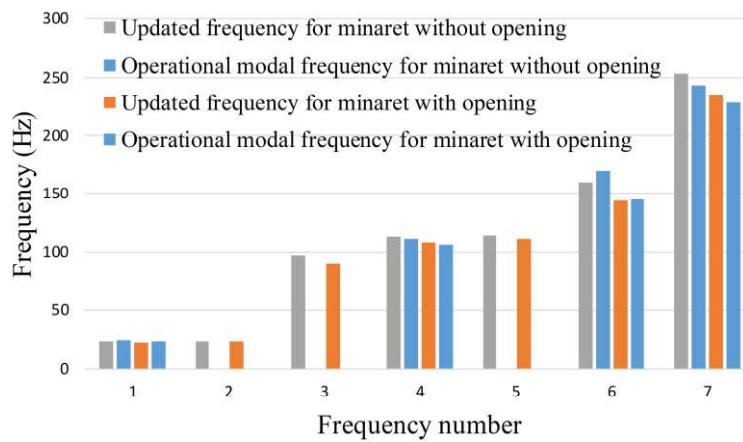 300
250
200
150
100
50
0
Frequency (Hz)
Updated frequency for minaret without opening
Operational modal frequency for minaret without opening
Updated frequency for minaret with opening
Operational modal frequency for minaret with opening
1 2 3 4 5 6 7
Frequency number